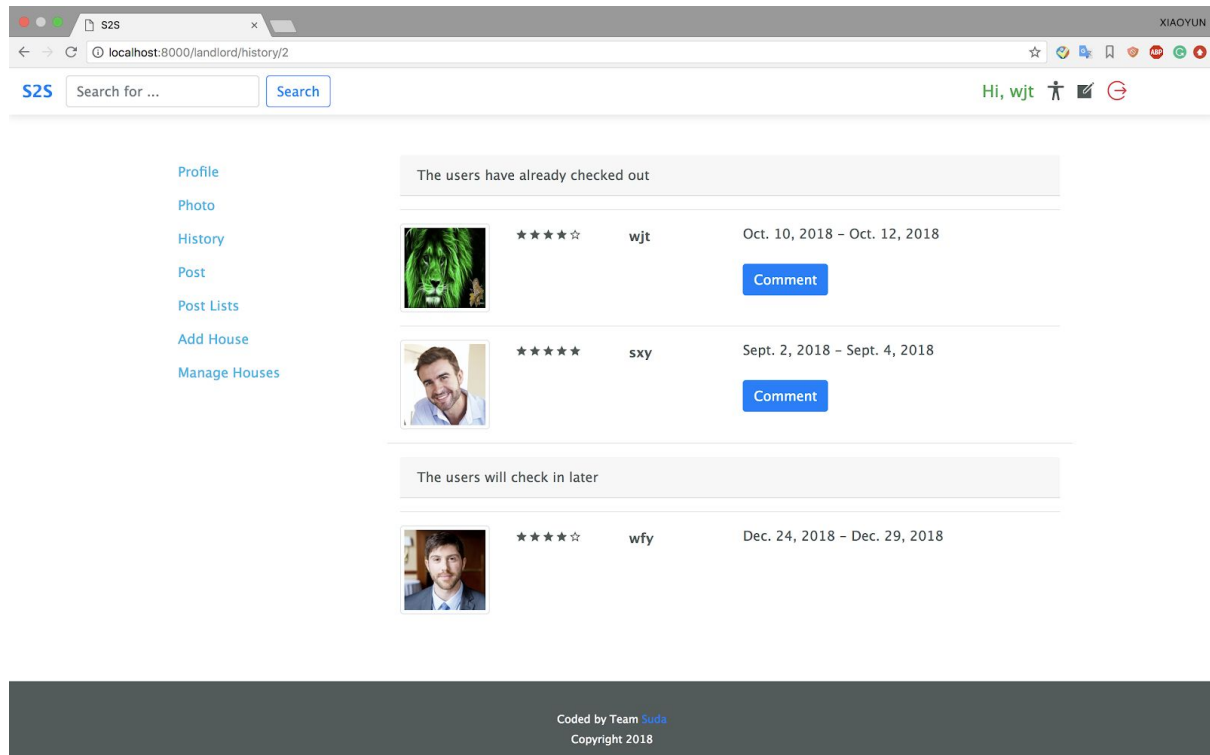 S2S
XIAOYUN
localhost:8000/landlord/history/2
ABP
S2S Search for ... Search Hi, wjt
Profile
Photo
History
Post
Post Lists
Add House
Manage Houses
The users have already checked out
★★★★☆ wjt Oct. 10, 2018 – Oct. 12, 2018
Comment
★★★★★ sxy Sept. 2, 2018 – Sept. 4, 2018
Comment
The users will check in later
★★★★☆ wfy Dec. 24, 2018 – Dec. 29, 2018
Coded by Team Suda
Copyright 2018